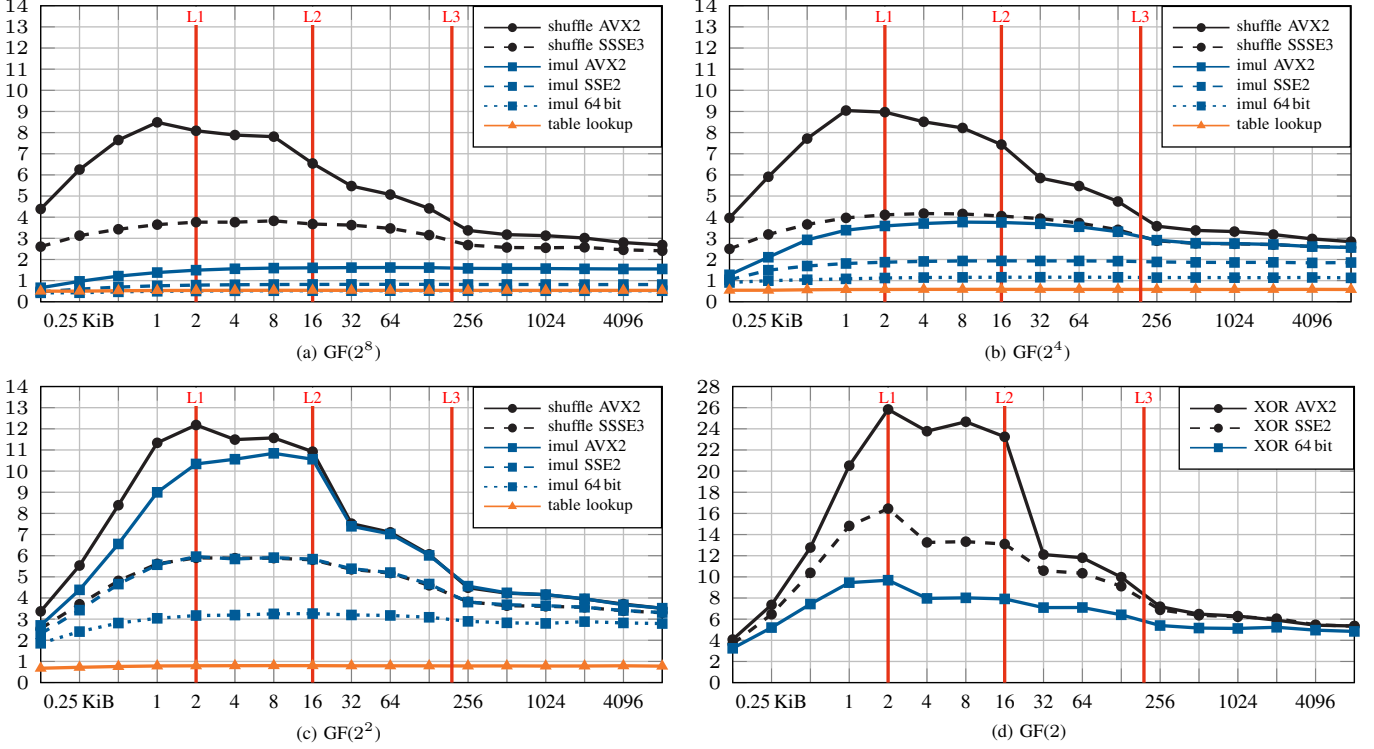 14
13
12
11
10
9
8
7
6
5
4
3
2
1
0
L1
L2
L3
shuffle AVX2
shuffle SSSE3
imul AVX2
imul SSE2
imul 64 bit
table lookup
0.25 KiB 1 2 4 8 16 32 64 256 1024 4096
(a) GF(2^8)
14
13
12
11
10
9
8
7
6
5
4
3
2
1
0
L1
L2
L3
shuffle AVX2
shuffle SSSE3
imul AVX2
imul SSE2
imul 64 bit
table lookup
0.25 KiB 1 2 4 8 16 32 64 256 1024 4096
(b) GF(2^4)
14
13
12
11
10
9
8
7
6
5
4
3
2
1
0
L1
L2
L3
shuffle AVX2
shuffle SSSE3
imul AVX2
imul SSE2
imul 64 bit
table lookup
0.25 KiB 1 2 4 8 16 32 64 256 1024 4096
(c) GF(2^2)
28
26
24
22
20
18
16
14
12
10
8
6
4
2
0
L1
L2
L3
XOR AVX2
XOR SSE2
XOR 64 bit
0.25 KiB 1 2 4 8 16 32 64 256 1024 4096
(d) GF(2)